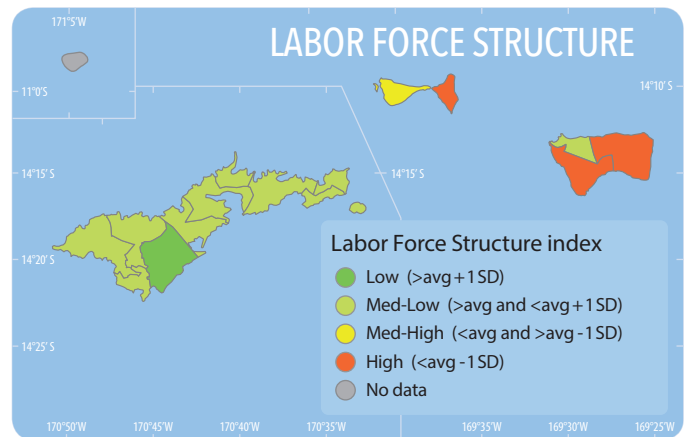 171°5'W
LABOR FORCE STRUCTURE
11°0'S
14°10' S
14°15' S
14°15'S
14°20' S
14°25' S
Labor Force Structure index
Low (>avg+1SD)
Med-Low (>avg and <avg+1SD)
Med-High (<avg and >avg-1SD)
High (<avg-1SD)
No data
170°50'W 170°45'W 170°40'W 169°35'W 169°30'W 169°25'W